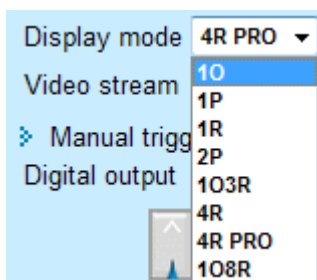 Display mode 4R PRO
Video stream 1O
1P
Manual trigg 1R
2P
Digital output 1O3R
4R
4R PRO
1O8R